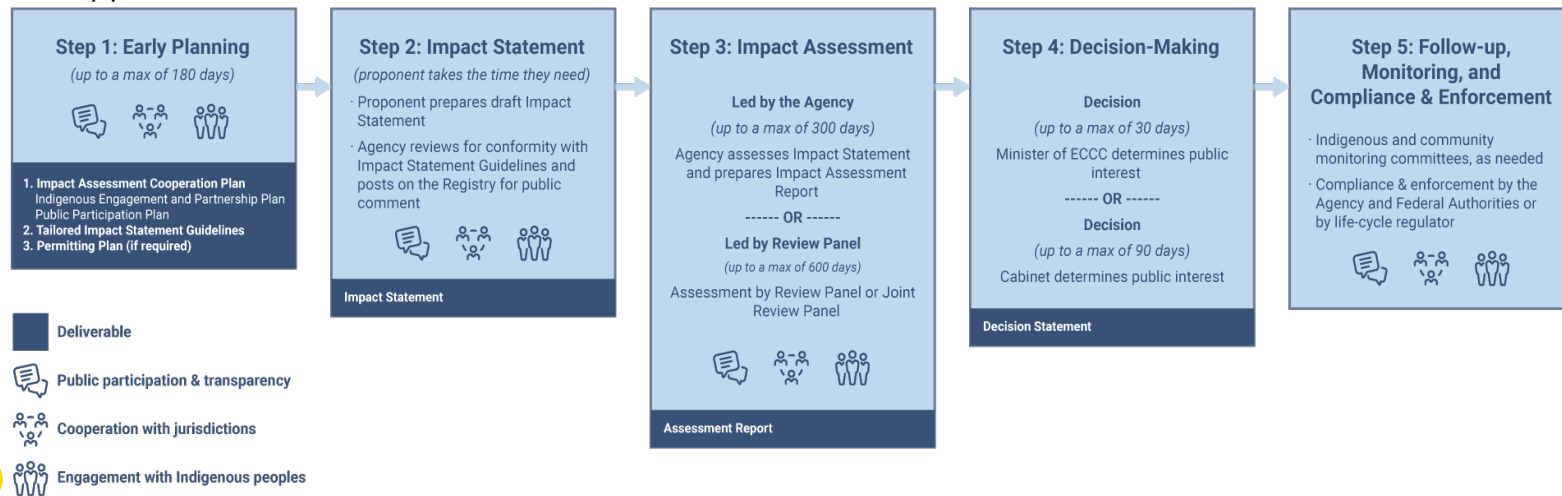 Step 1: Early Planning
(up to a max of 180 days)
1. Impact Assessment Cooperation Plan
Indigenous Engagement and Partnership Plan
Public Participation Plan
2. Tailored Impact Statement Guidelines
3. Permitting Plan (if required)
Step 2: Impact Statement
(proponent takes the time they need)
· Proponent prepares draft Impact
Statement
· Agency reviews for conformity with
Impact Statement Guidelines and
posts on the Registry for public
comment
Impact Statement
Step 3: Impact Assessment
Led by the Agency
(up to a max of 300 days)
Agency assesses Impact Statement
and prepares Impact Assessment
Report
------ OR ------
Led by Review Panel
(up to a max of 600 days)
Assessment by Review Panel or Joint
Review Panel
Assessment Report
Step 4: Decision-Making
Decision
(up to a max of 30 days)
Minister of ECCC determines public
interest
------ OR ------
Decision
(up to a max of 90 days)
Cabinet determines public interest
Decision Statement
Step 5: Follow-up,
Monitoring, and
Compliance & Enforcement
· Indigenous and community
monitoring committees, as needed
· Compliance & enforcement by the
Agency and Federal Authorities or
by life-cycle regulator
Deliverable
Public participation & transparency
Cooperation with jurisdictions
Engagement with Indigenous peoples